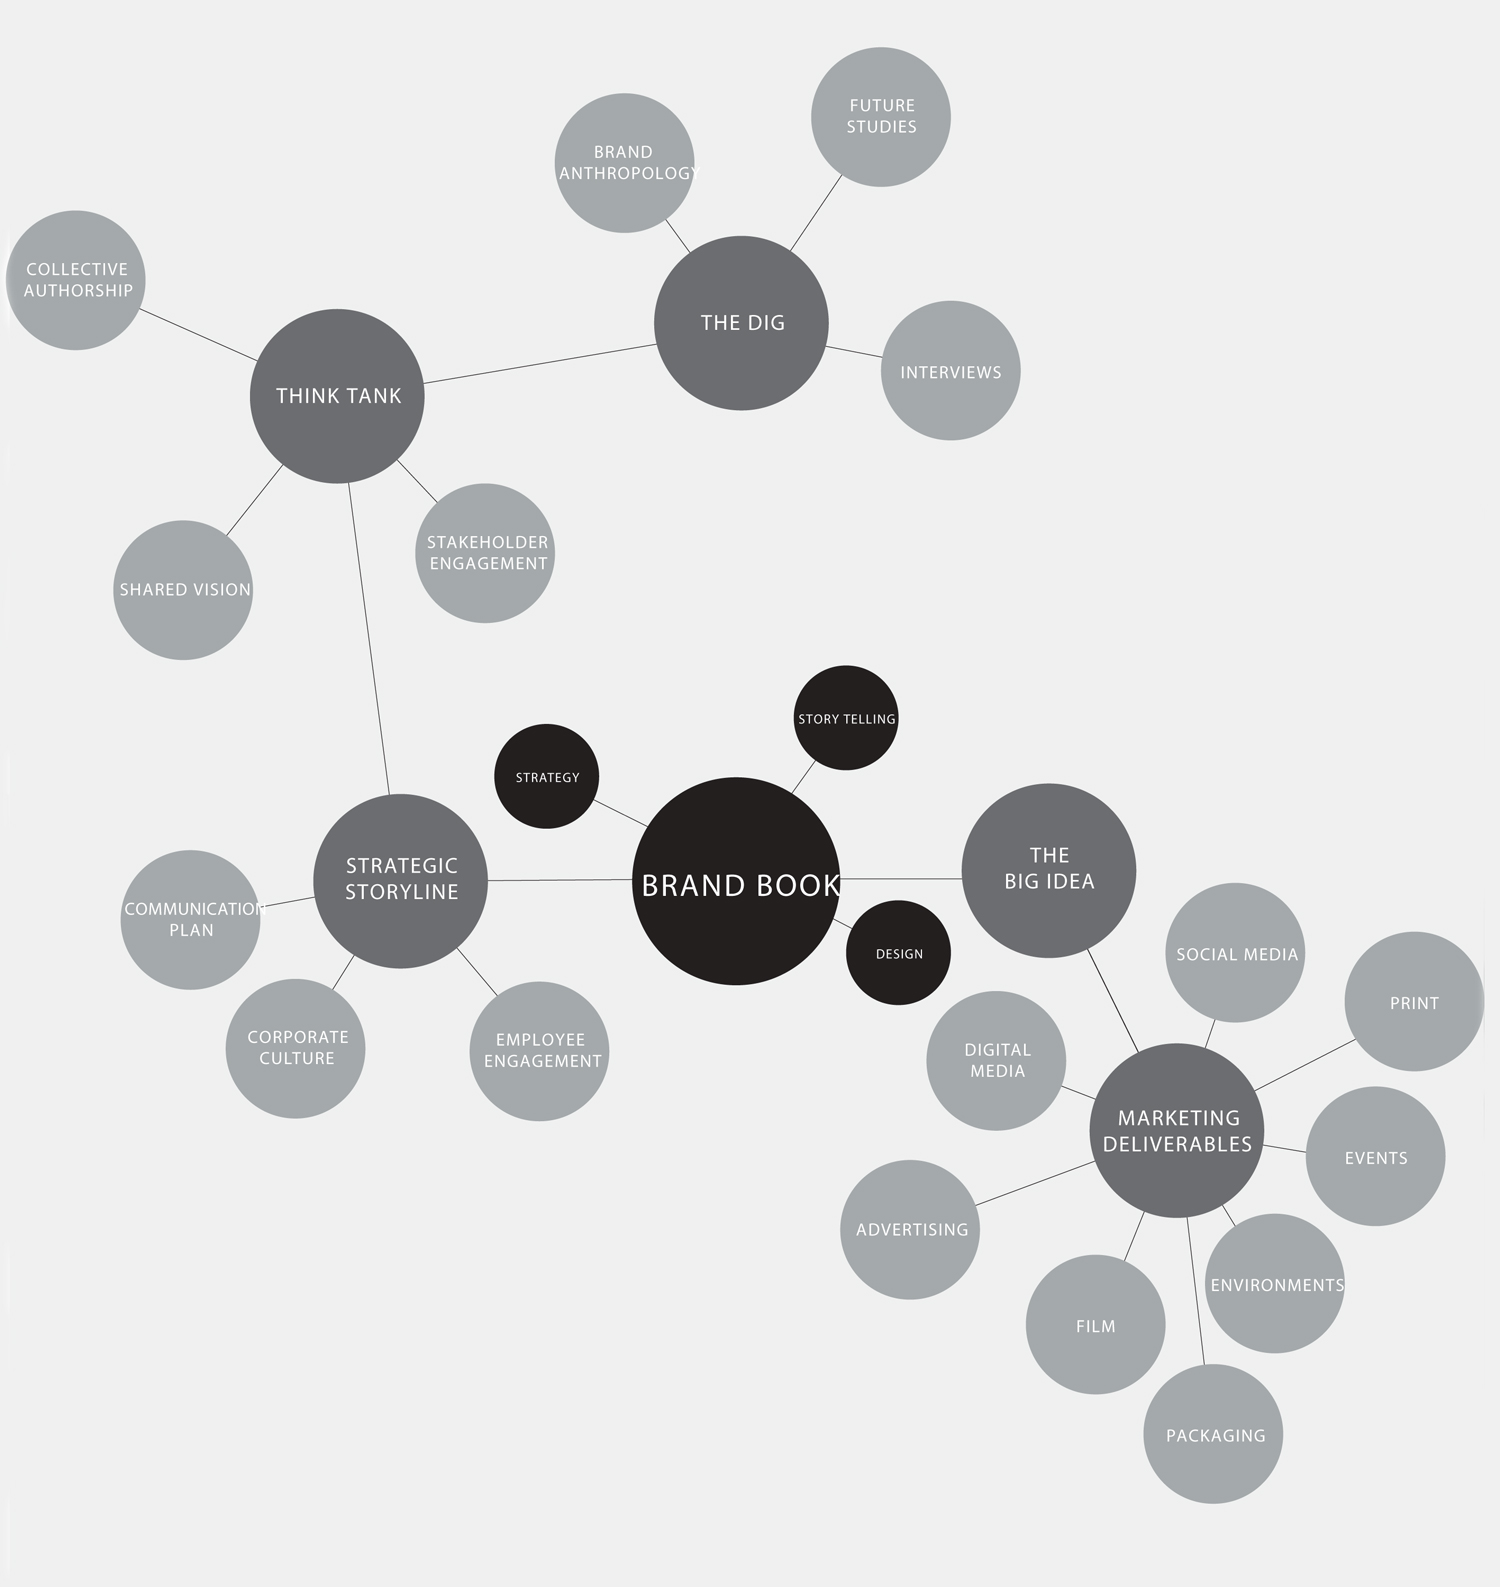 FUTURE
STUDIES
BRAND
ANTHROPOLOGY
COLLECTIVE
AUTHORSHIP
THE DIG
INTERVIEWS
THINK TANK
STAKEHOLDER
ENGAGEMENT
SHARED VISION
STORY TELLING
STRATEGY
STRATEGIC
STORYLINE
BRAND BOOK
THE
BIG IDEA
COMMUNICATION
PLAN
DESIGN
SOCIAL MEDIA
PRINT
CORPORATE
CULTURE
EMPLOYEE
ENGAGEMENT
DIGITAL
MEDIA
MARKETING
DELIVERABLES
EVENTS
ADVERTISING
ENVIRONMENTS
FILM
PACKAGING